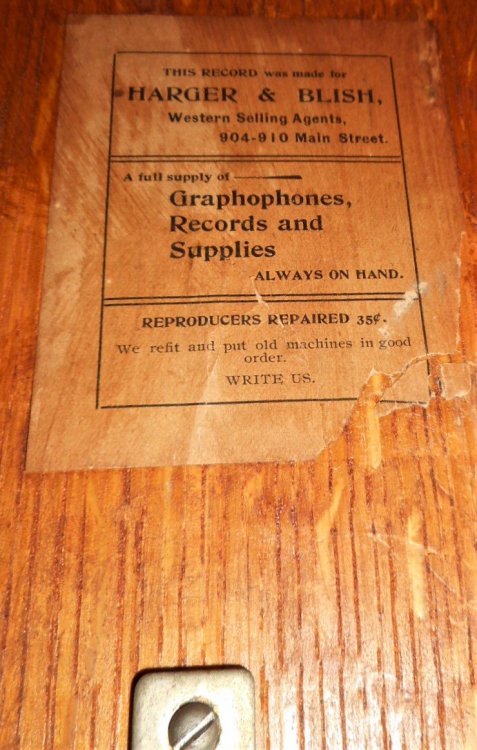 THIS RECORD was made for
HARGER & BLISH,
Western Selling Agents,
904-910 Main Street.
A full supply of
Graphophones,
Records and
Supplies
ALWAYS ON HAND.
REPRODUCERS REPAIRED 35¢.
We refit and put old machines in good
order.
WRITE US.